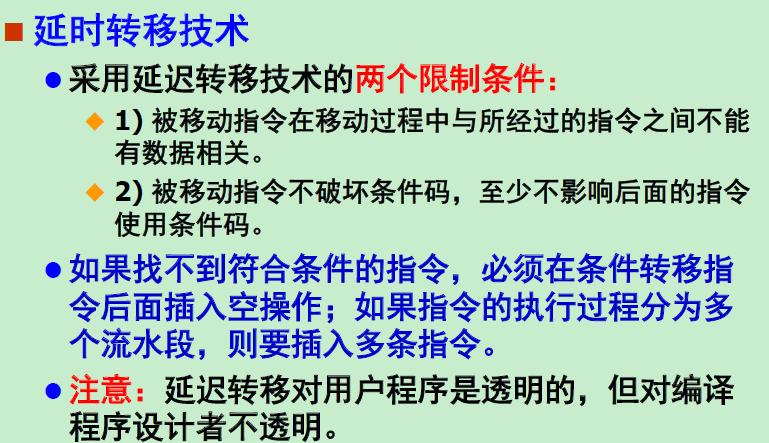 延时转移技术
采用延迟转移技术的两个限制条件：
1) 被移动指令在移动过程中与所经过的指令之间不能
有数据相关。
2) 被移动指令不破坏条件码，至少不影响后面的指令
使用条件码。
如果找不到符合条件的指令，必须在条件转移指
令后面插入空操作；如果指令的执行过程分为多
个流水段，则要插入多条指令。
注意：延迟转移对用户程序是透明的，但对编译
程序设计者不透明。